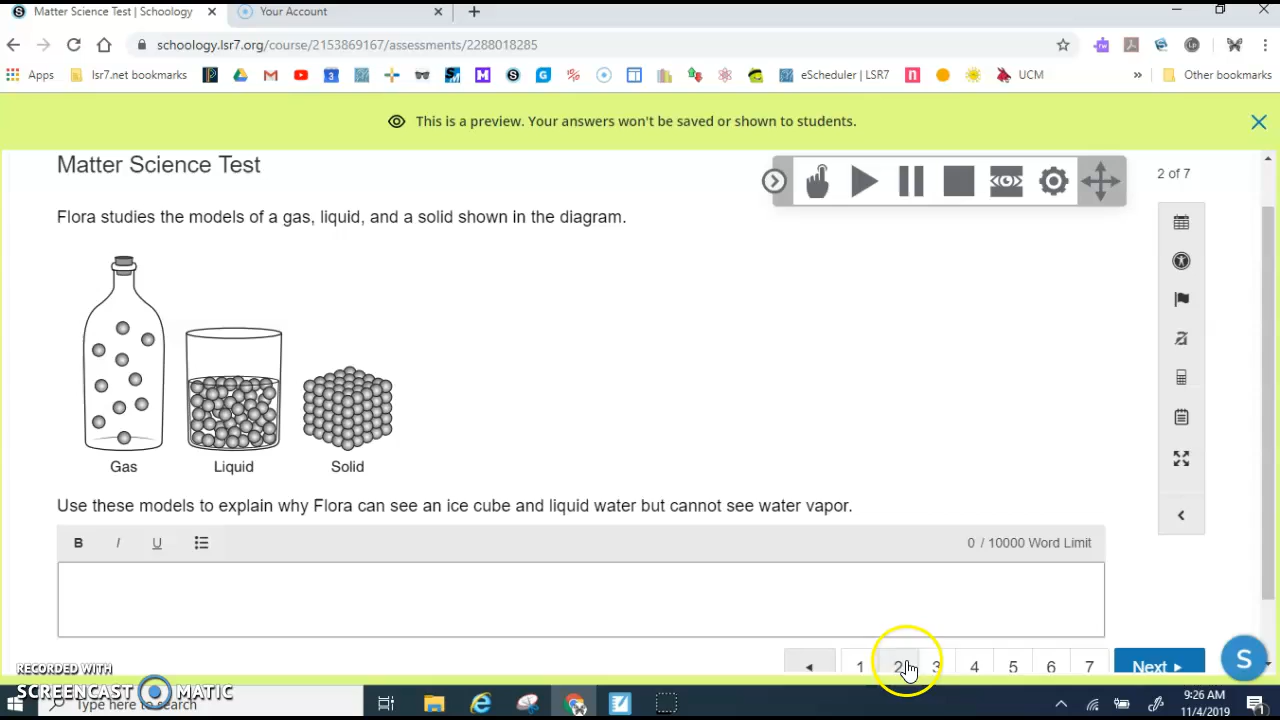 S Matter Science Test | Schoology × Your Account × +
schoology.lsr7.org/course/2153869167/assessments/2288018285
Apps lsr7.net bookmarks eScheduler | LSR7 UCM » Other bookmarks
This is a preview. Your answers won't be saved or shown to students.
Matter Science Test
2 of 7
Flora studies the models of a gas, liquid, and a solid shown in the diagram.
Gas Liquid Solid
Use these models to explain why Flora can see an ice cube and liquid water but cannot see water vapor.
B I U 0 / 10000 Word Limit
1 2 3 4 5 6 7 Next
S
RECORDED WITH
SCREENCAST MATIC
Type here to search
9:26 AM
11/4/2019